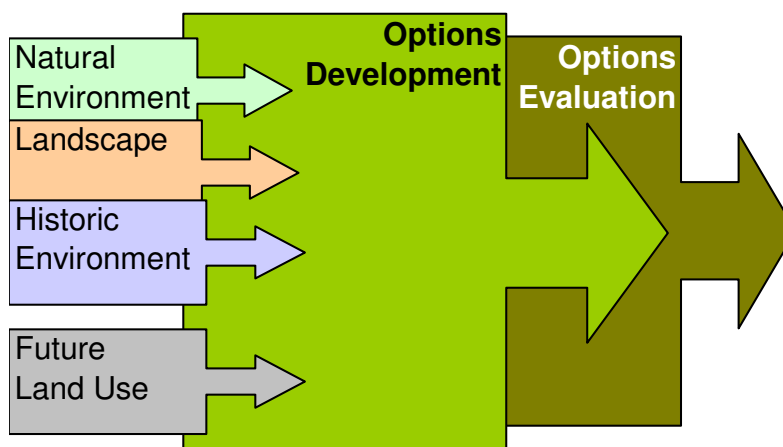 Natural
Environment
Landscape
Historic
Environment
Future
Land Use
Options
Development
Options
Evaluation